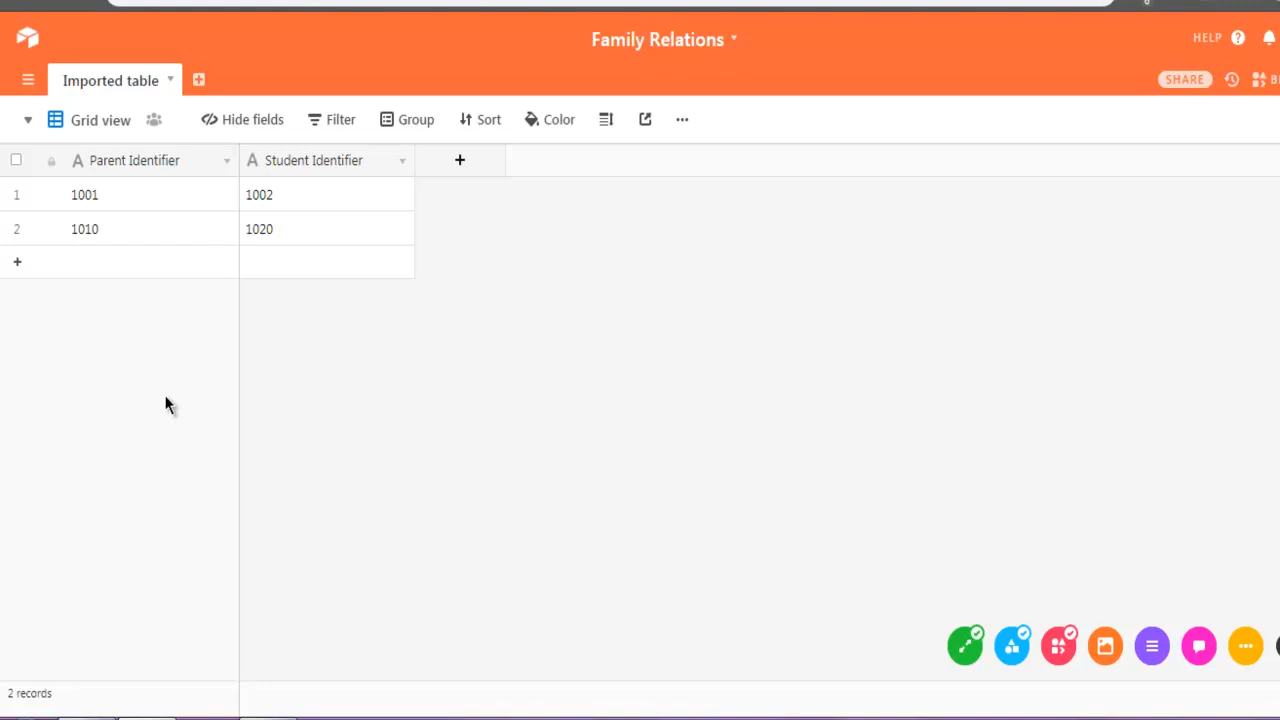 Family Relations
HELP
Imported table
SHARE
Grid view Hide fields Filter Group Sort Color
Parent Identifier Student Identifier
1 1001 1002
2 1010 1020
2 records